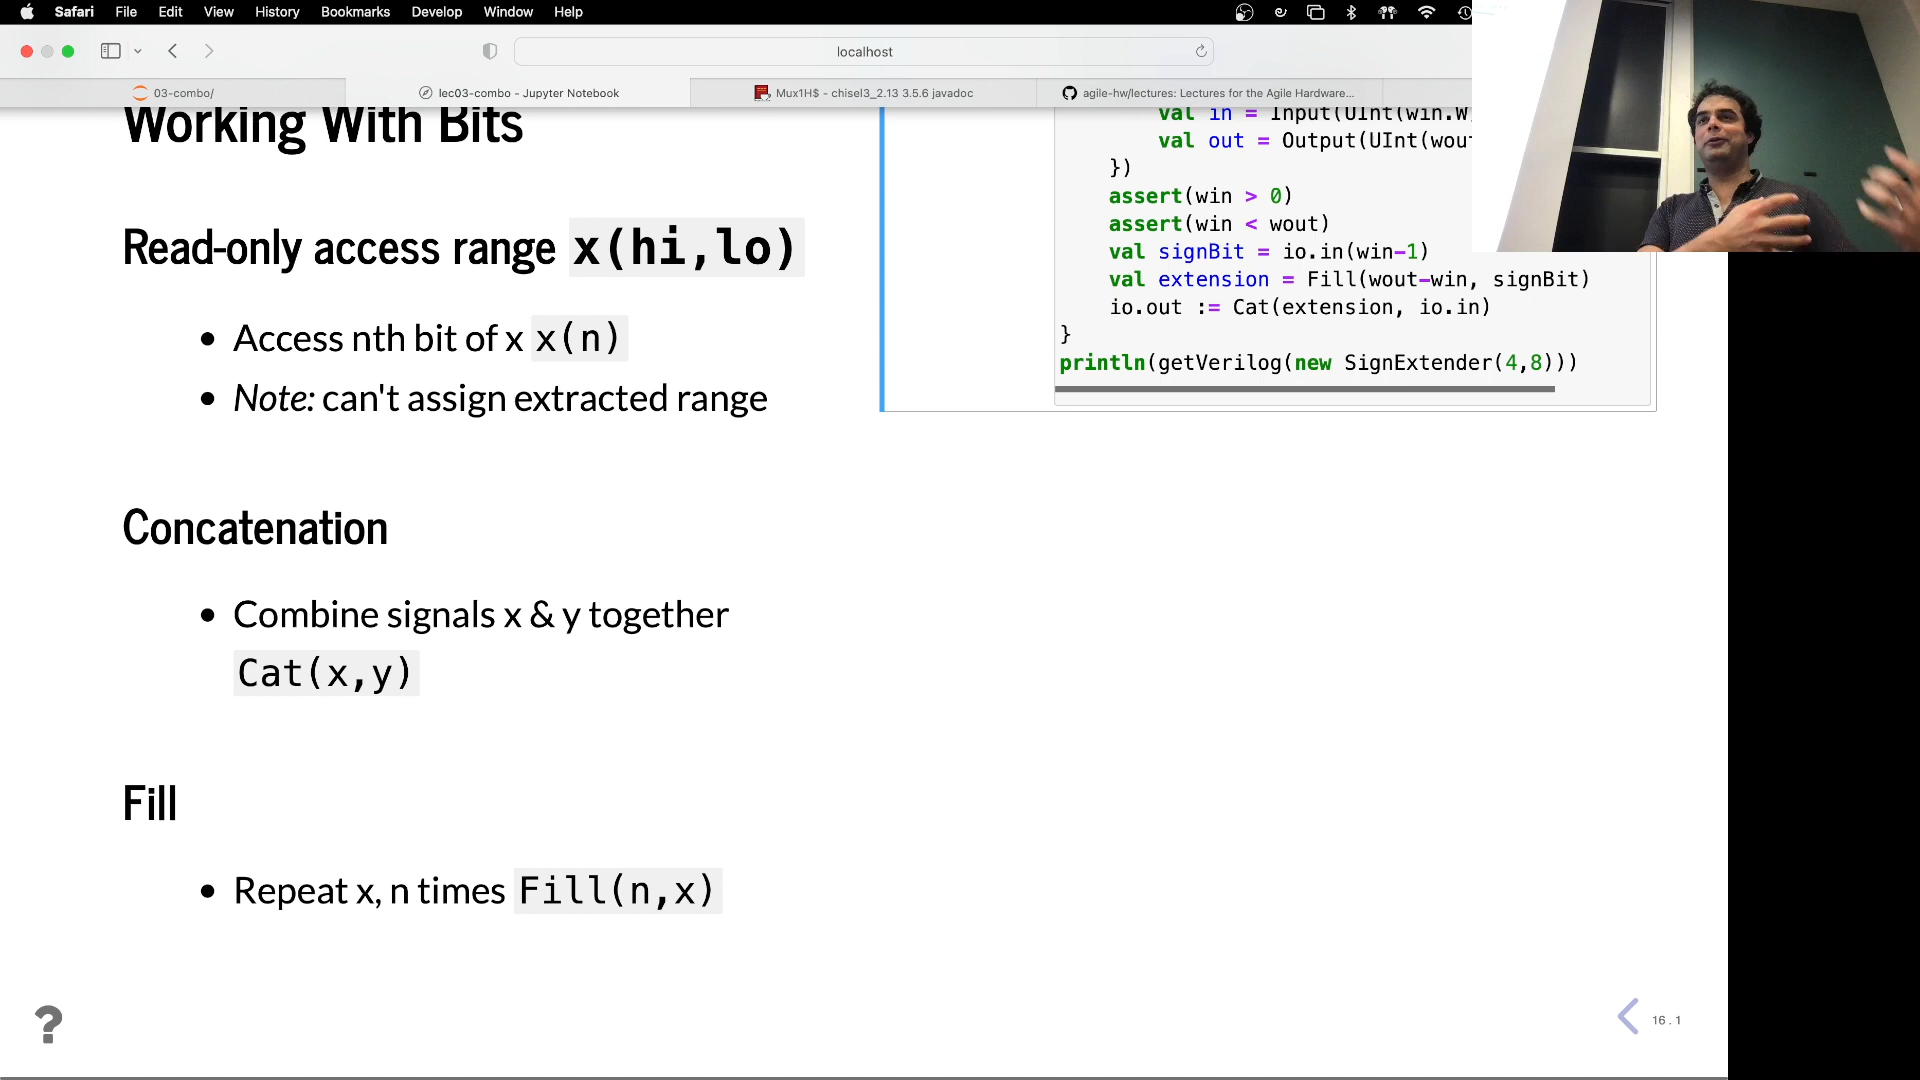 Safari File Edit View History Bookmarks Develop Window Help
localhost
03-combo/
lec03-combo - Jupyter Notebook
Mux1H$ - chisel3_2.13 3.5.6 javadoc
agile-hw/lectures: Lectures for the Agile Hardware...
Working With Bits
Read-only access range x(hi,lo)
• Access nth bit of x x(n)
• Note: can't assign extracted range
Concatenation
• Combine signals x & y together
Cat(x,y)
Fill
• Repeat x, n times Fill(n,x)
val in = Input(UInt(win.W
val out = Output(UInt(wou
})
assert(win > 0)
assert(win < wout)
val signBit = io.in(win-1)
val extension = Fill(wout-win, signBit)
io.out := Cat(extension, io.in)
}
println(getVerilog(new SignExtender(4,8)))
?
16.1